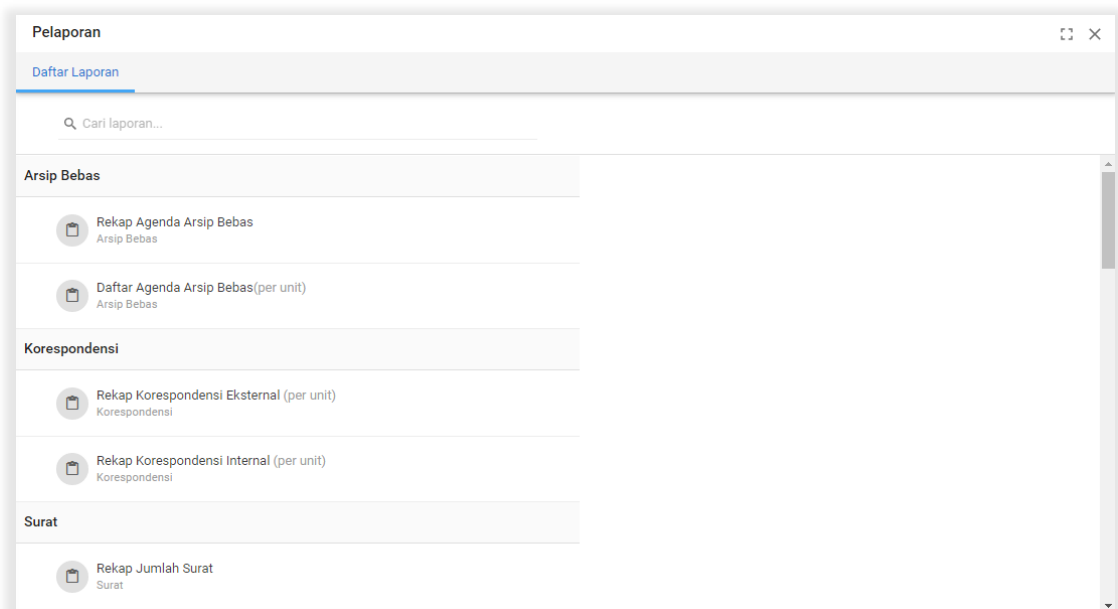 Pelaporan
Daftar Laporan
Cari laporan...
Arsip Bebas
Rekap Agenda Arsip Bebas
Arsip Bebas
Daftar Agenda Arsip Bebas(per unit)
Arsip Bebas
Korespondensi
Rekap Korespondensi Eksternal (per unit)
Korespondensi
Rekap Korespondensi Internal (per unit)
Korespondensi
Surat
Rekap Jumlah Surat
Surat